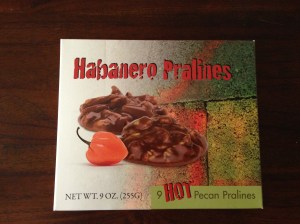 Habanero Pralines
NET WT. 9 OZ. (255G)
9 HOT Pecan Pralines